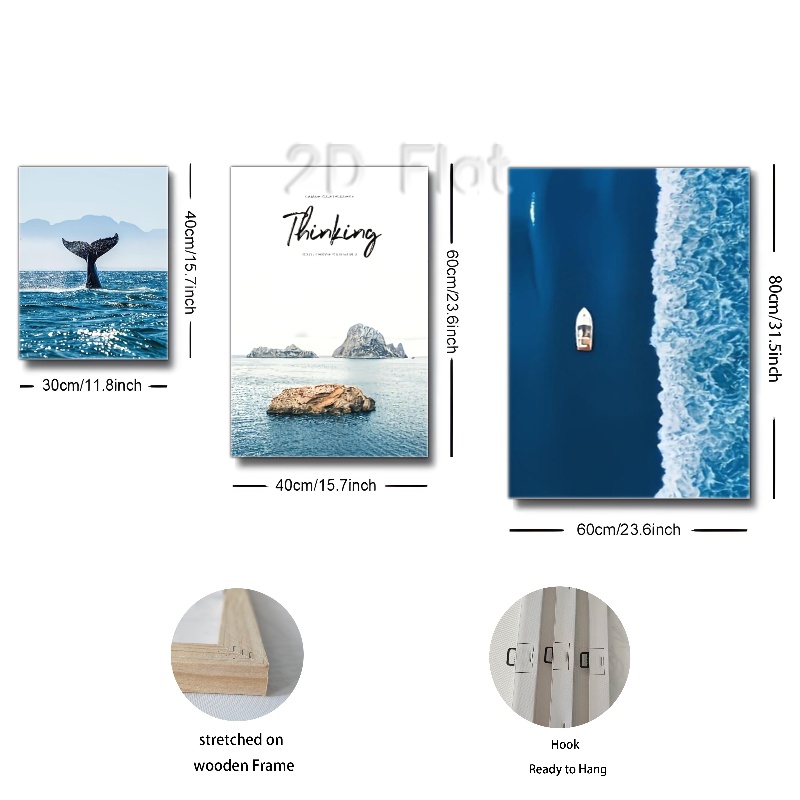 2D Flat
Thinking
40cm/15.7inch
30cm/11.8inch
60cm/23.6inch
40cm/15.7inch
80cm/31.5inch
60cm/23.6inch
stretched on
wooden Frame
Hook
Ready to Hang